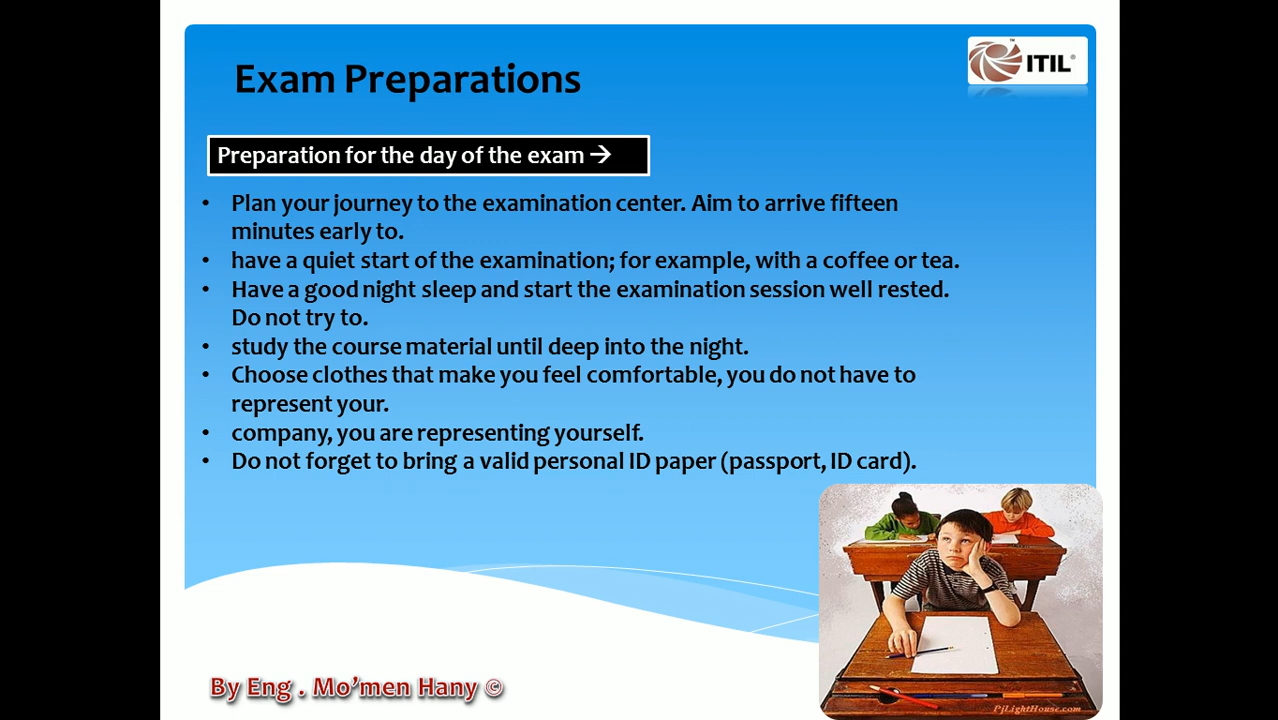 Exam Preparations
ITIL®
™
Preparation for the day of the exam →
• Plan your journey to the examination center. Aim to arrive fifteen
minutes early to.
• have a quiet start of the examination; for example, with a coffee or tea.
• Have a good night sleep and start the examination session well rested.
Do not try to.
• study the course material until deep into the night.
• Choose clothes that make you feel comfortable, you do not have to
represent your.
• company, you are representing yourself.
• Do not forget to bring a valid personal ID paper (passport, ID card).
By Eng . Mo’men Hany ©
PjLightHouse.com